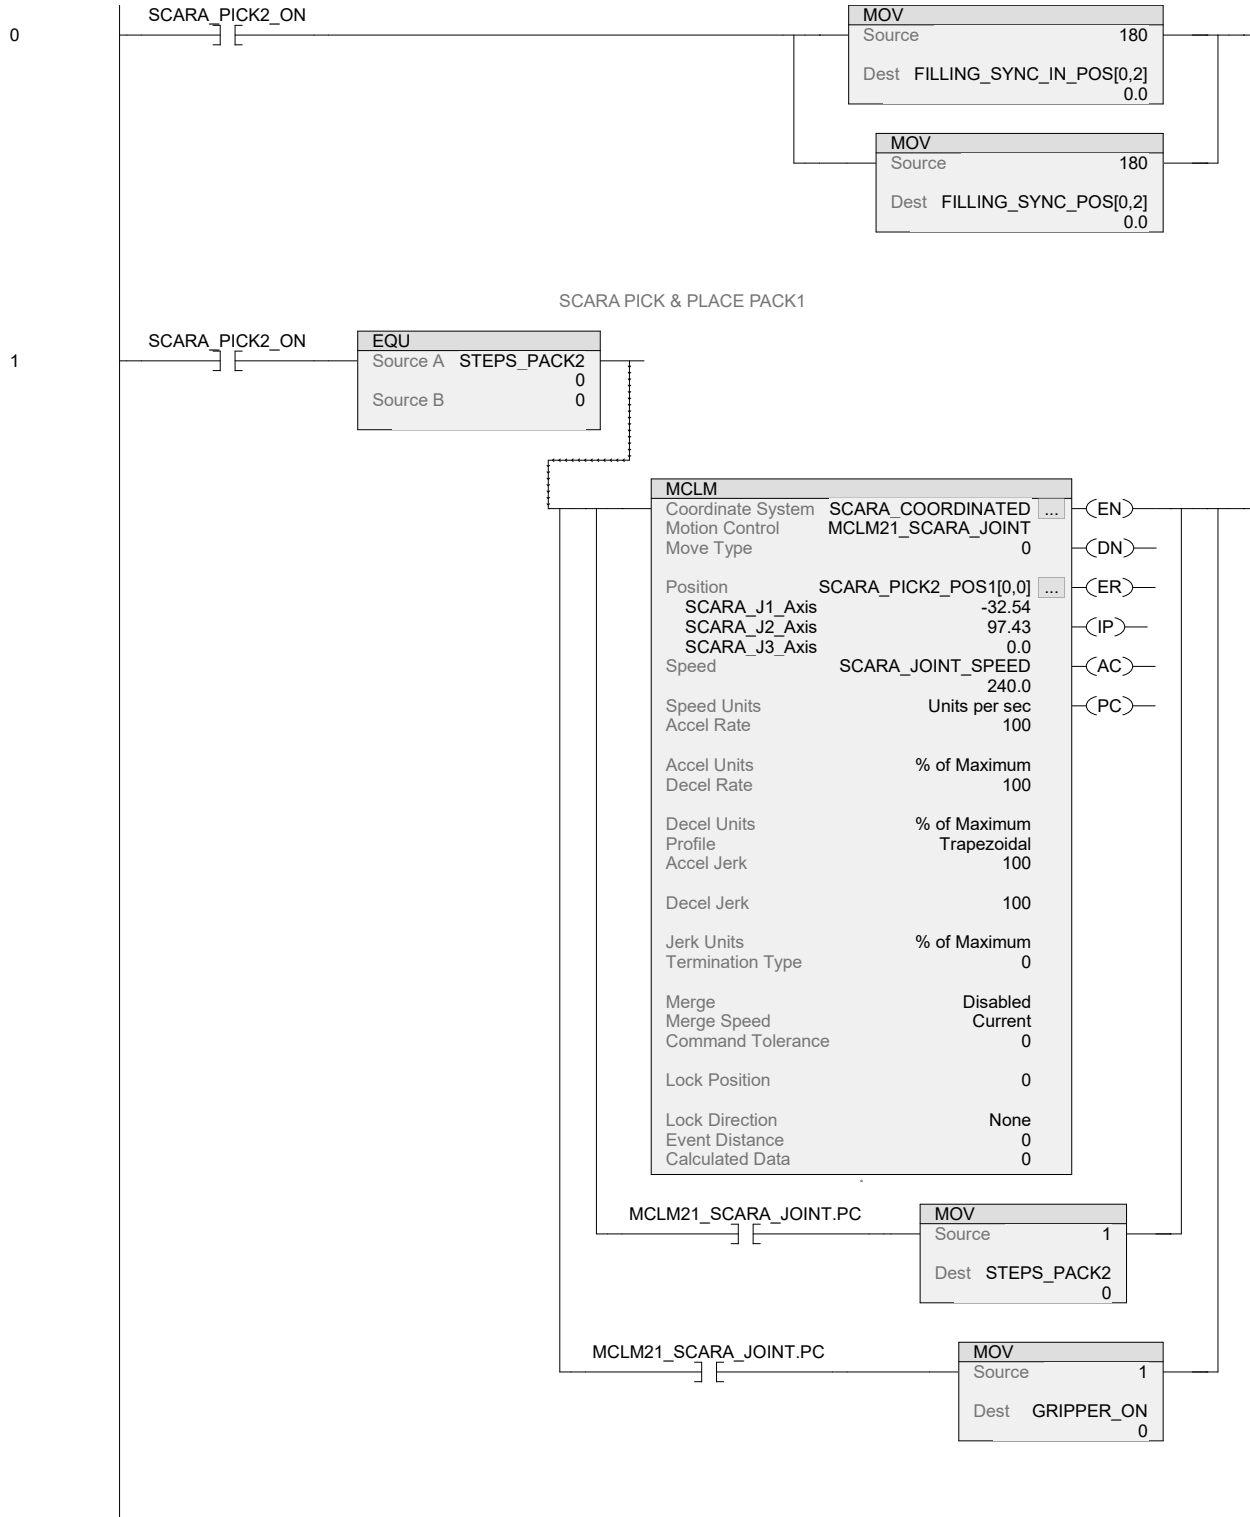 SCARA_PICK2_ON
MOV
0
Source 180
Dest FILLING_SYNC_IN_POS[0,2]
0.0
MOV
Source 180
Dest FILLING_SYNC_POS[0,2]
0.0
SCARA PICK & PLACE PACK1
SCARA_PICK2_ON
EQU
1
Source A STEPS_PACK2
0
Source B 0
MCLM
Coordinate System SCARA_COORDINATED ... EN
Motion Control MCLM21_SCARA_JOINT
Move Type 0 DN
Position SCARA_PICK2_POS1[0,0] ... ER
SCARA_J1_Axis -32.54
SCARA_J2_Axis 97.43 IP
SCARA_J3_Axis 0.0
Speed SCARA_JOINT_SPEED AC
240.0
Speed Units Units per sec PC
Accel Rate 100
Accel Units % of Maximum
Decel Rate 100
Decel Units % of Maximum
Profile Trapezoidal
Accel Jerk 100
Decel Jerk 100
Jerk Units % of Maximum
Termination Type 0
Merge Disabled
Merge Speed Current
Command Tolerance 0
Lock Position 0
Lock Direction None
Event Distance 0
Calculated Data 0
MCLM21_SCARA_JOINT.PC
MOV
Source 1
Dest STEPS_PACK2
0
MCLM21_SCARA_JOINT.PC
MOV
Source 1
Dest GRIPPER_ON
0